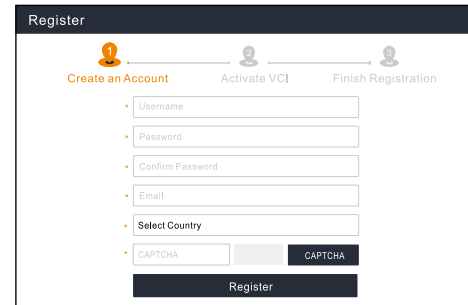 Register
1 2 3
Create an Account Activate VCI Finish Registration
* Username
* Password
* Confirm Password
* Email
* Select Country
* CAPTCHA CAPTCHA
Register